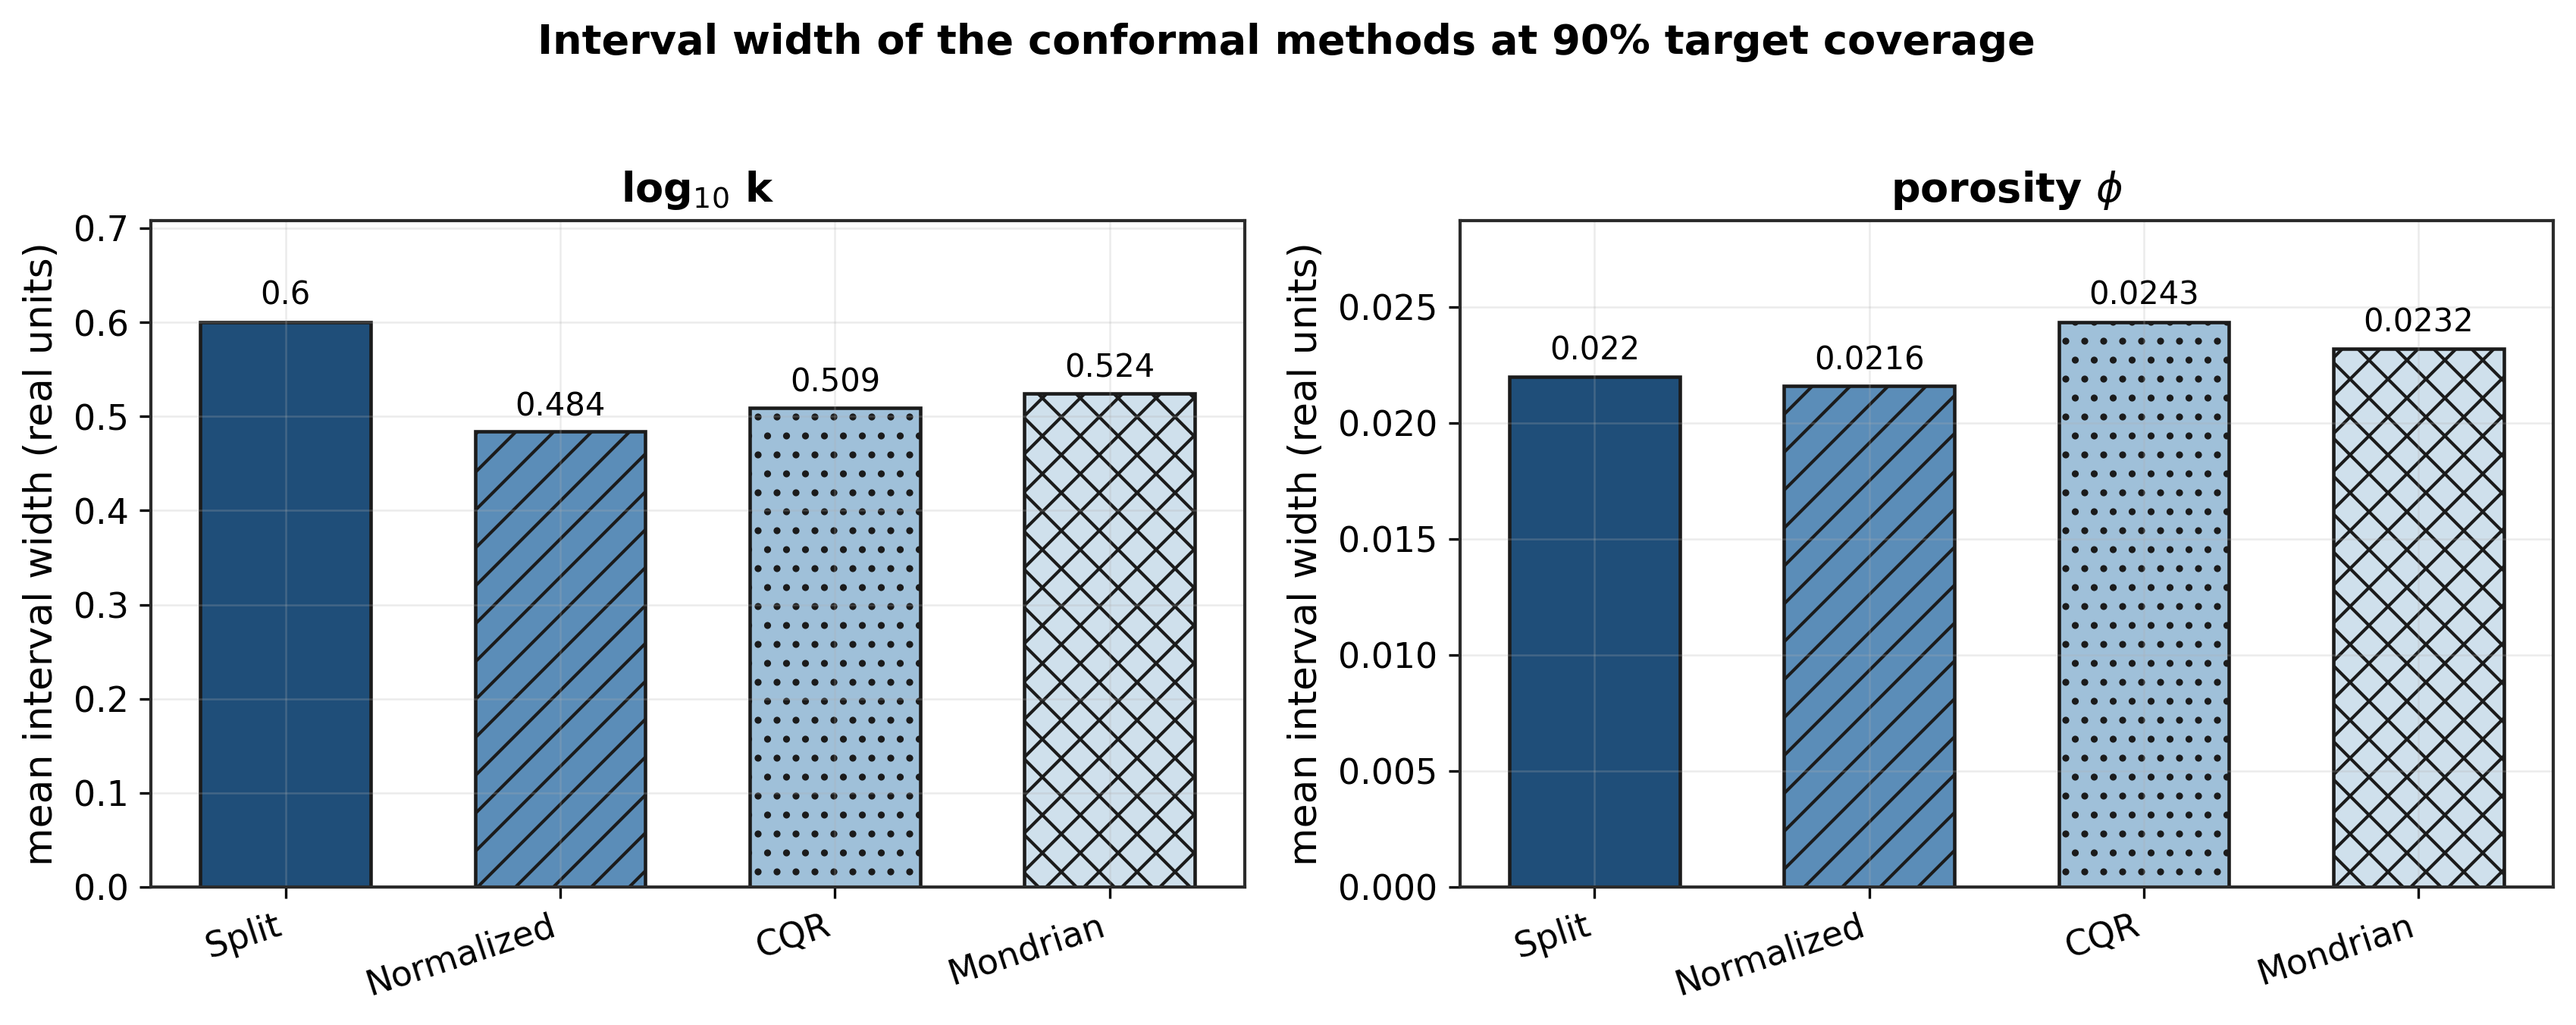 Interval width of the conformal methods at 90% target coverage
log₁₀ k
mean interval width (real units)
0.7
0.6
0.5
0.4
0.3
0.2
0.1
0.0
0.6
0.484
0.509
0.524
Split
Normalized
CQR
Mondrian
porosity ϕ
mean interval width (real units)
0.025
0.020
0.015
0.010
0.005
0.000
0.022
0.0216
0.0243
0.0232
Split
Normalized
CQR
Mondrian